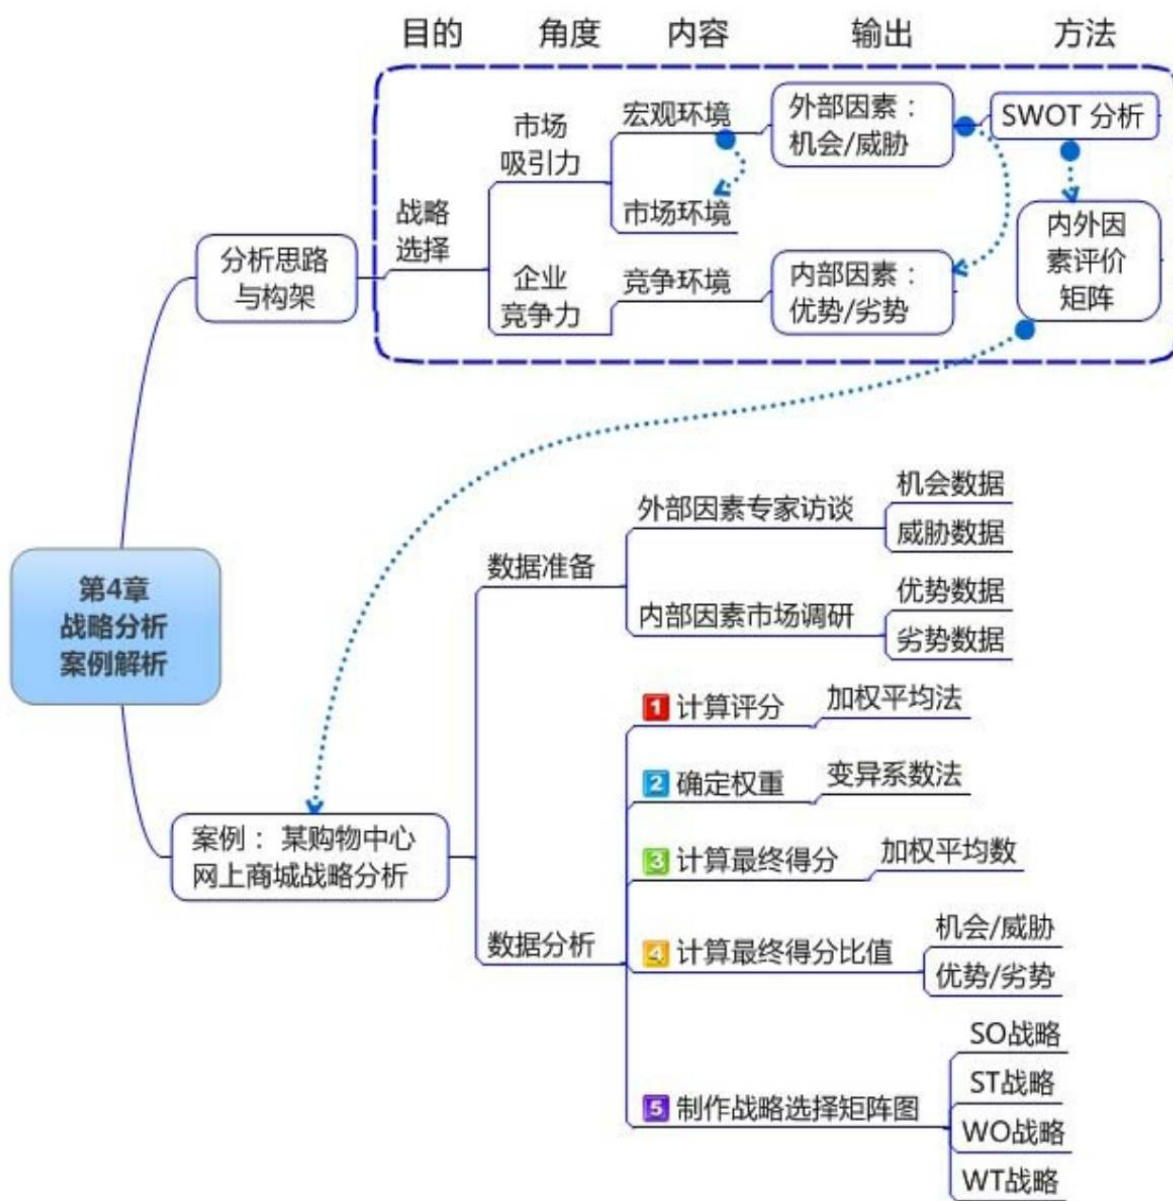 目的 角度 内容 输出 方法
市场
吸引力
宏观环境
外部因素：
机会/威胁
SWOT 分析
市场环境
战略
选择
内外因
素评价
矩阵
企业
竞争力
竞争环境
内部因素：
优势/劣势
分析思路
与构架
第4章
战略分析
案例解析
数据准备
外部因素专家访谈
机会数据
威胁数据
内部因素市场调研
优势数据
劣势数据
案例： 某购物中心
网上商城战略分析
数据分析
1 计算评分
加权平均法
2 确定权重
变异系数法
3 计算最终得分
加权平均数
4 计算最终得分比值
机会/威胁
优势/劣势
5 制作战略选择矩阵图
SO战略
ST战略
WO战略
WT战略